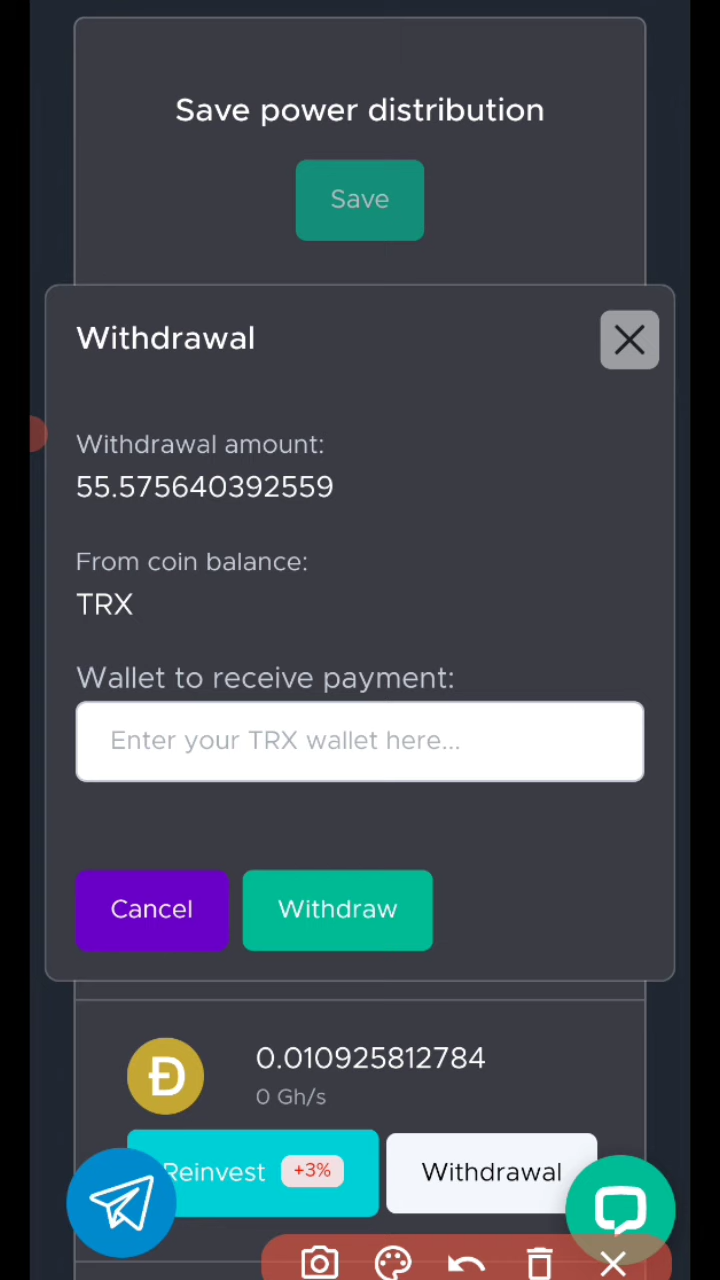 Save power distribution
Save
Withdrawal
Withdrawal amount:
55.575640392559
From coin balance:
TRX
Wallet to receive payment:
Enter your TRX wallet here...
Cancel
Withdraw
0.010925812784
0 Gh/s
Reinvest +3%
Withdrawal